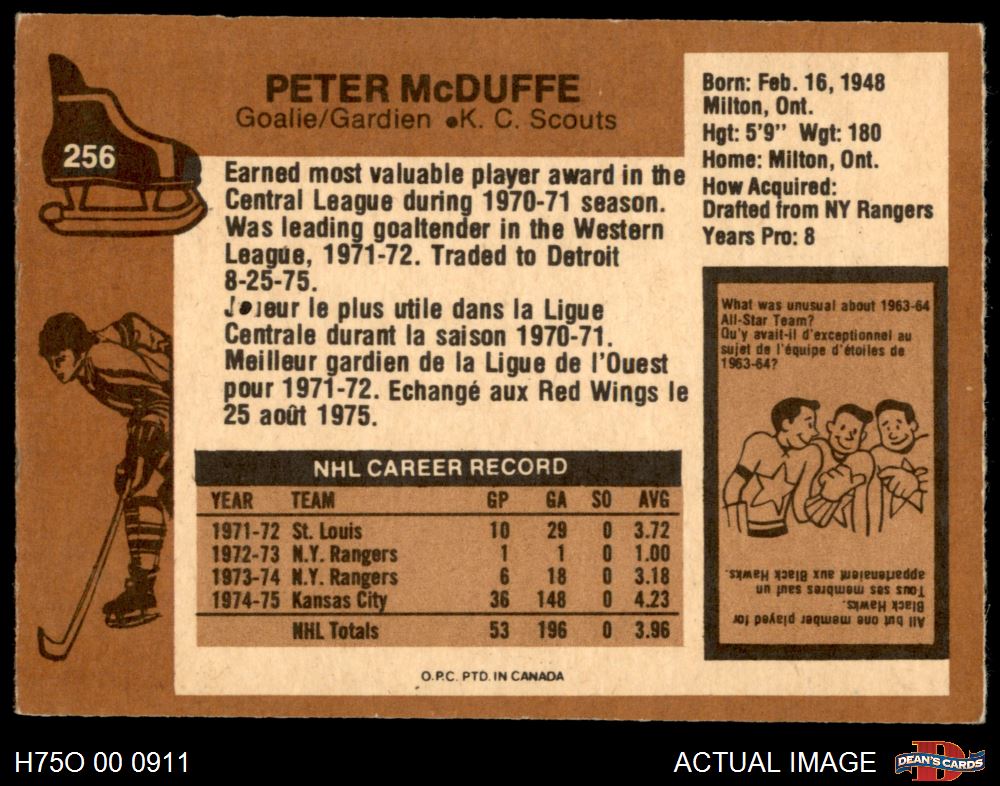 256
PETER McDUFFE
Goalie/Gardien ●K. C. Scouts
Born: Feb. 16, 1948
Milton, Ont.
Hgt: 5'9" Wgt: 180
Home: Milton, Ont.
How Acquired:
Drafted from NY Rangers
Years Pro: 8
Earned most valuable player award in the
Central League during 1970-71 season.
Was leading goaltender in the Western
League, 1971-72. Traded to Detroit
8-25-75.
Joueur le plus utile dans la Ligue
Centrale durant la saison 1970-71.
Meilleur gardien de la Ligue de l'Ouest
pour 1971-72. Echangé aux Red Wings le
25 août 1975.
What was unusual about 1963-64
All-Star Team?
Qu'y avait-il d'exceptionnel au
sujet de l'équipe d'étoiles de
1963-64?
All but one member played for
Black Hawks.
Tous ses membres sauf un
appartenaient aux Black Hawks.
NHL CAREER RECORD
YEAR TEAM GP GA SO AVG
1971-72 St. Louis 10 29 0 3.72
1972-73 N.Y. Rangers 1 1 0 1.00
1973-74 N.Y. Rangers 6 18 0 3.18
1974-75 Kansas City 36 148 0 4.23
NHL Totals 53 196 0 3.96
O.P.C. PTD. IN CANADA
H75O 00 0911
ACTUAL IMAGE
DEAN'S CARDS